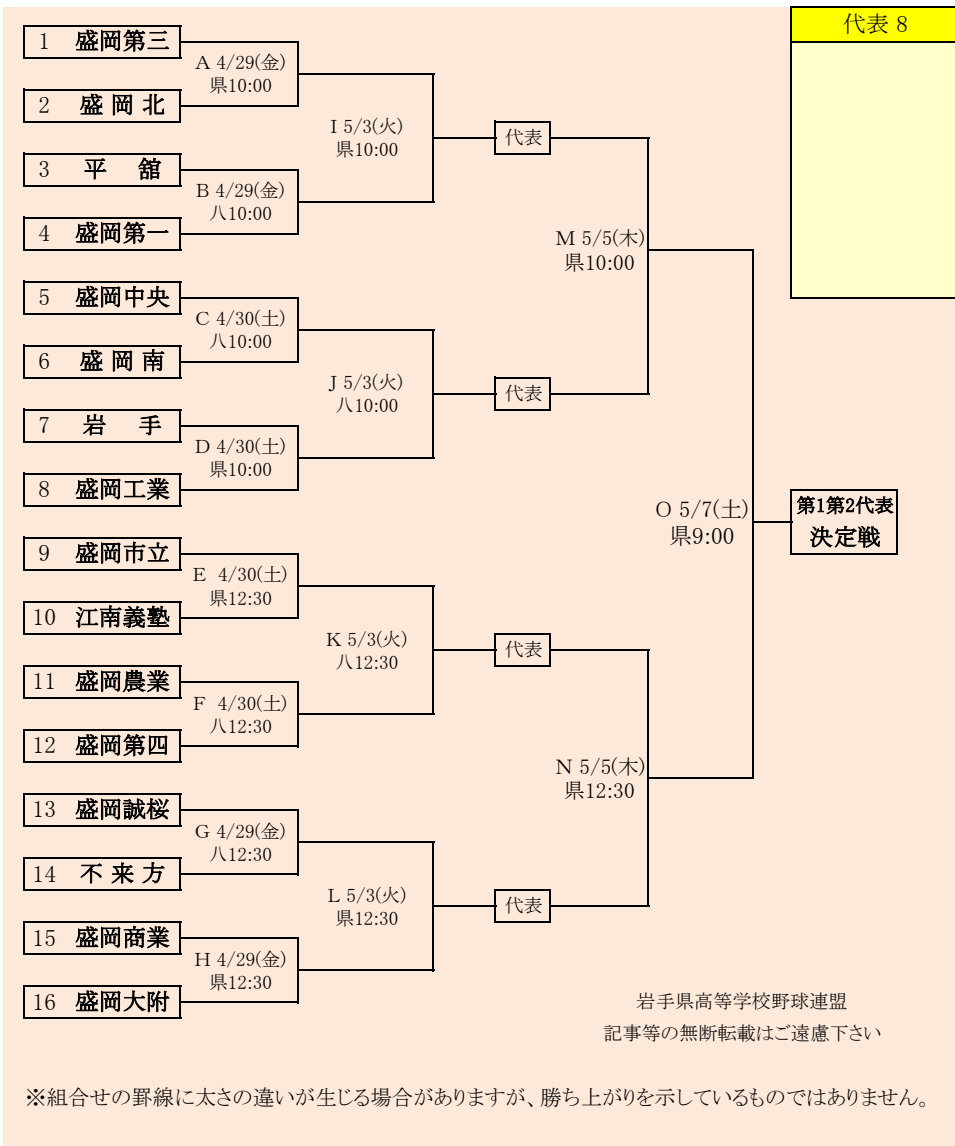 代表 8
1 盛岡第三
A 4/29(金)
県10:00
2 盛 岡 北
I 5/3(火)
県10:00
代表
3 平 舘
B 4/29(金)
八10:00
4 盛岡第一
M 5/5(木)
県10:00
5 盛岡中央
C 4/30(土)
八10:00
6 盛 岡 南
J 5/3(火)
八10:00
代表
7 岩 手
D 4/30(土)
県10:00
8 盛岡工業
O 5/7(土)
県9:00
第1第2代表
決定戦
9 盛岡市立
E 4/30(土)
県12:30
10 江南義塾
K 5/3(火)
八12:30
代表
11 盛岡農業
F 4/30(土)
八12:30
12 盛岡第四
N 5/5(木)
県12:30
13 盛岡誠桜
G 4/29(金)
八12:30
14 不 来 方
L 5/3(火)
県12:30
代表
15 盛岡商業
H 4/29(金)
県12:30
16 盛岡大附
岩手県高等学校野球連盟
記事等の無断転載はご遠慮下さい
※組合せの罫線に太さの違いが生じる場合がありますが、勝ち上がりを示しているものではありません。